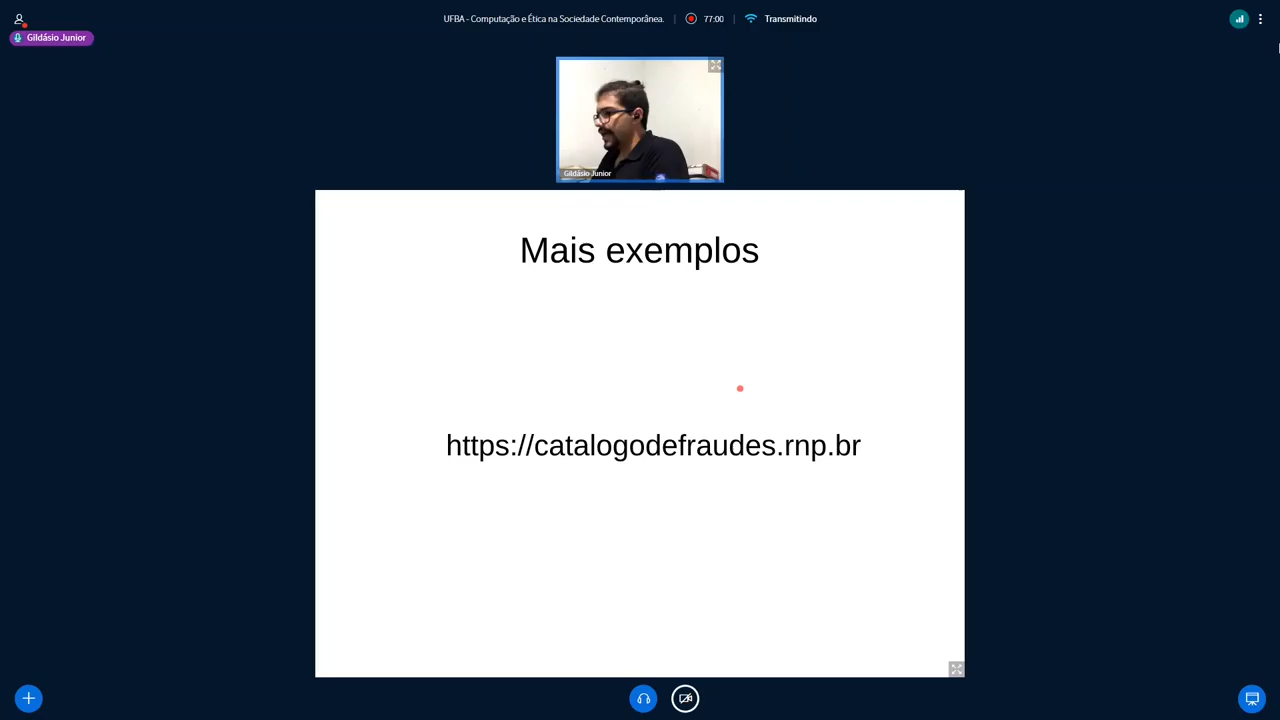 UFBA - Computação e Ética na Sociedade Contemporânea.
77:00
Transmitindo
Gildásio Junior
Gildásio Junior
Mais exemplos
https://catalogodefraudes.rnp.br